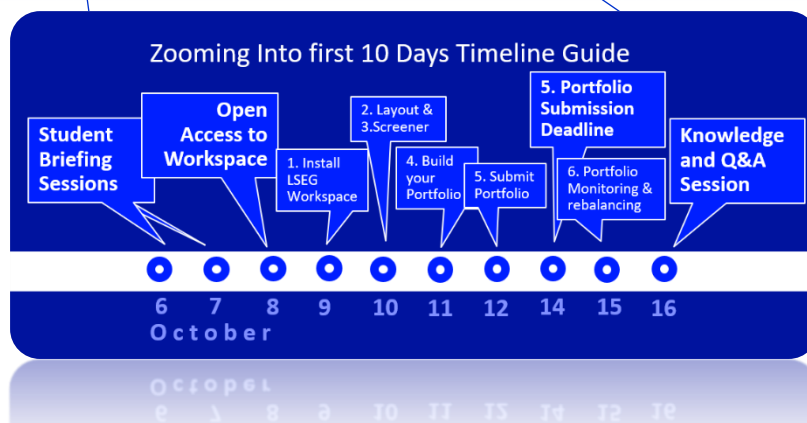 Zooming Into first 10 Days Timeline Guide
Student
Briefing
Sessions
Open
Access to
Workspace
1. Install
LSEG
Workspace
2. Layout &
3.Screener
4. Build
your
Portfolio
5. Submit
Portfolio
5. Portfolio
Submission
Deadline
6. Portfolio
Monitoring &
rebalancing
Knowledge
and Q&A
Session
6 7 8 9 10 11 12 14 15 16
October